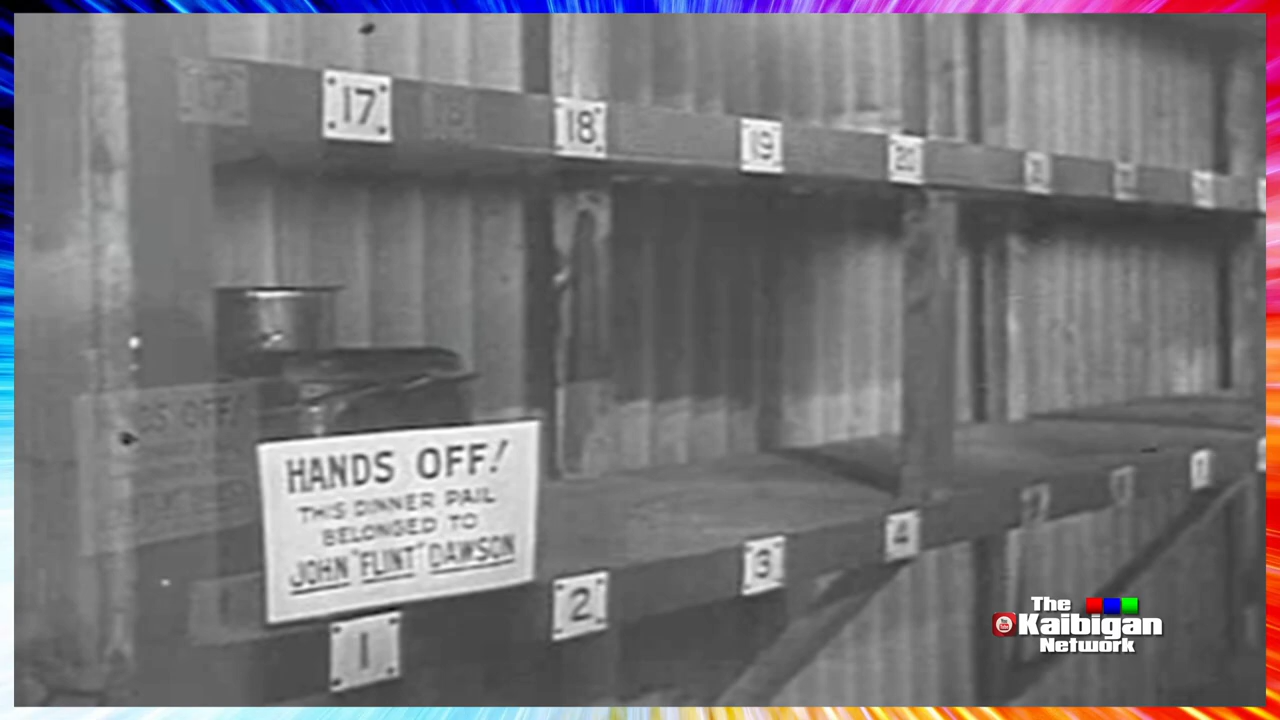 17
18
19
20
HANDS OFF!
THIS DINNER PAIL
BELONGED TO
JOHN "FLINT" DAWSON
1
2
3
4
The
Kaibigan
Network